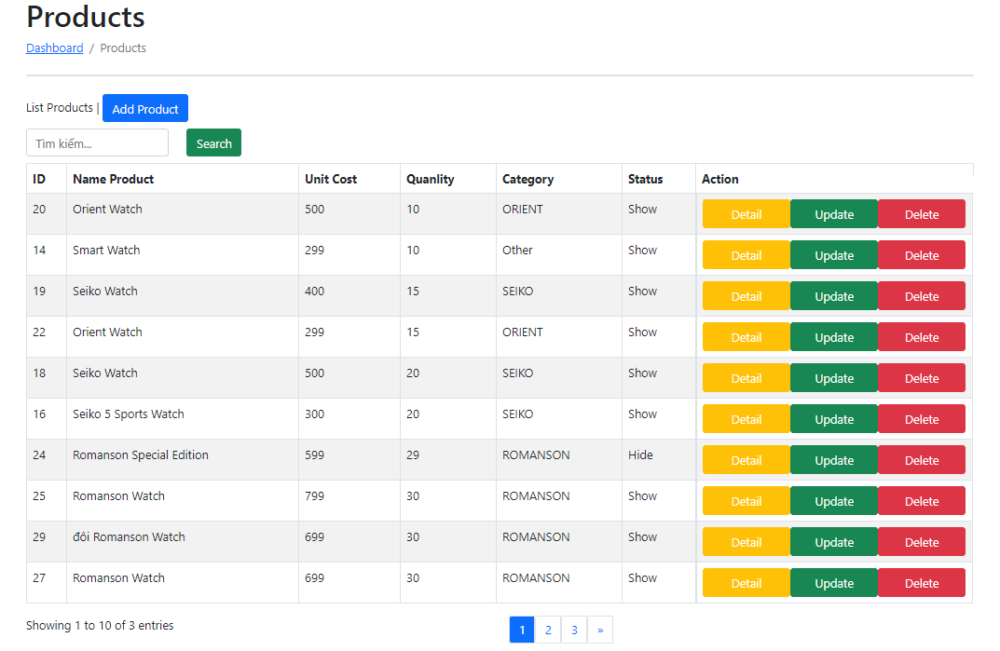 Products
Dashboard / Products
List Products | Add Product
Tìm kiếm... Search
ID Name Product Unit Cost Quanlity Category Status Action
20 Orient Watch 500 10 ORIENT Show Detail Update Delete
14 Smart Watch 299 10 Other Show Detail Update Delete
19 Seiko Watch 400 15 SEIKO Show Detail Update Delete
22 Orient Watch 299 15 ORIENT Show Detail Update Delete
18 Seiko Watch 500 20 SEIKO Show Detail Update Delete
16 Seiko 5 Sports Watch 300 20 SEIKO Show Detail Update Delete
24 Romanson Special Edition 599 29 ROMANSON Hide Detail Update Delete
25 Romanson Watch 799 30 ROMANSON Show Detail Update Delete
29 đôi Romanson Watch 699 30 ROMANSON Show Detail Update Delete
27 Romanson Watch 699 30 ROMANSON Show Detail Update Delete
Showing 1 to 10 of 3 entries 1 2 3 »